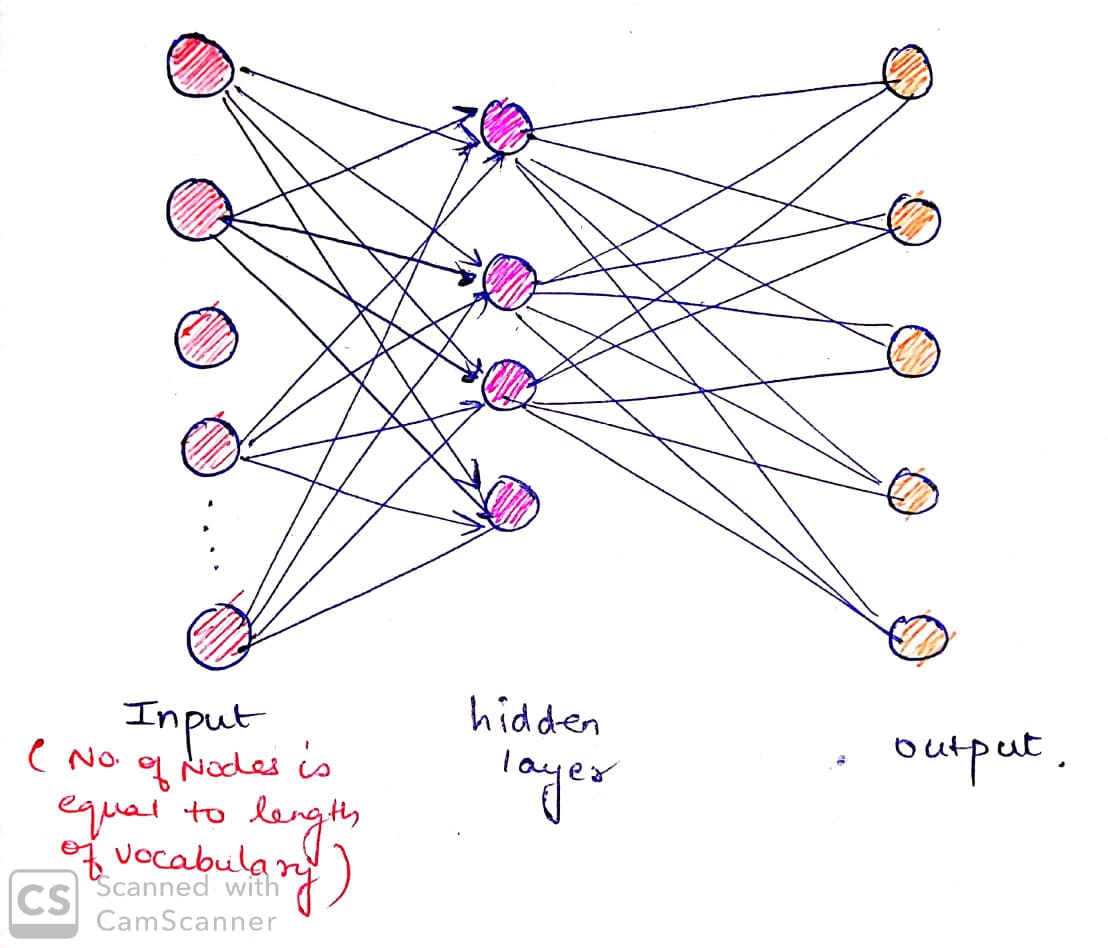 Input
( No. of Nodes is
equal to length
of vocabulary)
hidden
layer
output.
CS
Scanned with
CamScanner